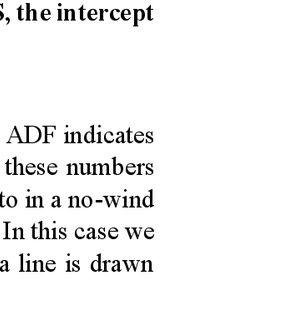 , the intercept
ADF indicates
these numbers
to in a no-wind
In this case we
a line is drawn